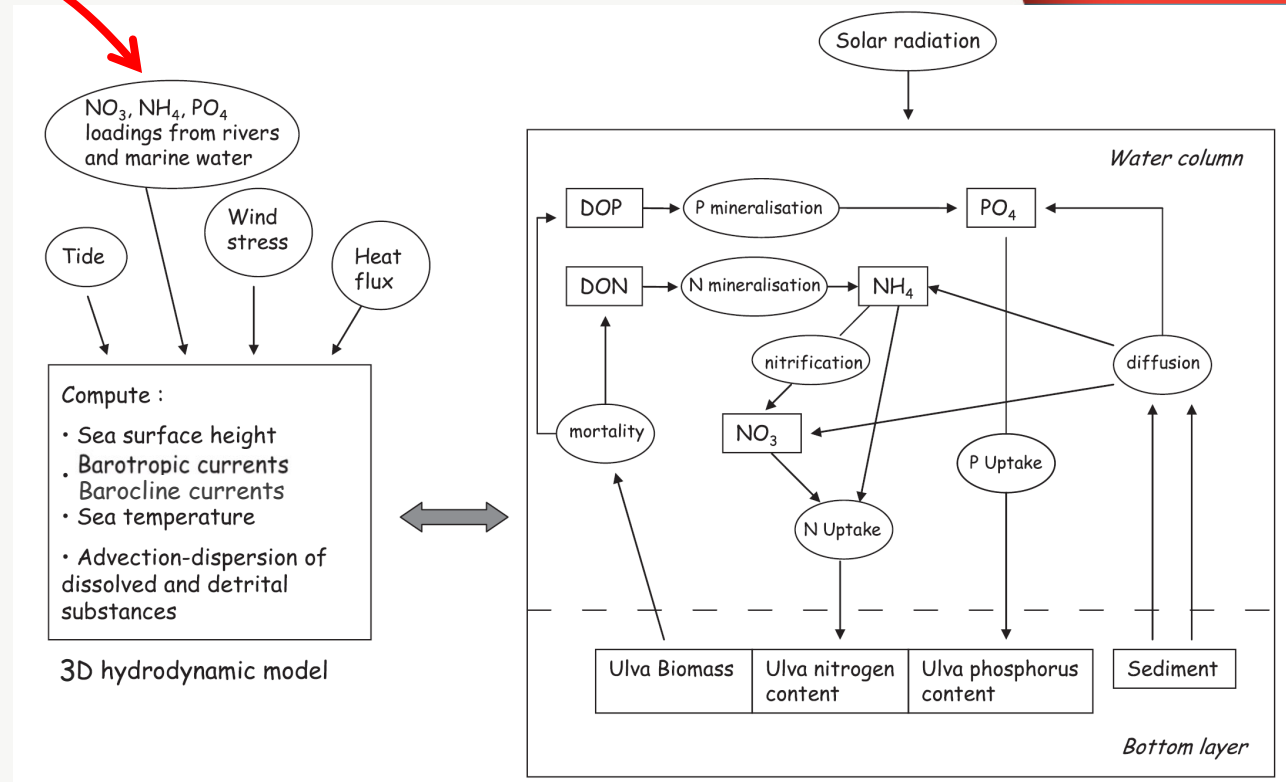 Solar radiation
NO₃, NH₄, PO₄
loadings from rivers
and marine water
Wind
stress
Tide
Heat
flux
Compute :
• Sea surface height
• Barotropic currents
Barocline currents
• Sea temperature
• Advection-dispersion of
dissolved and detrital
substances
3D hydrodynamic model
Water column
DOP
P mineralisation
PO₄
DON
N mineralisation
NH₄
nitrification
diffusion
mortality
NO₃
P Uptake
N Uptake
Ulva Biomass
Ulva nitrogen
content
Ulva phosphorus
content
Sediment
Bottom layer